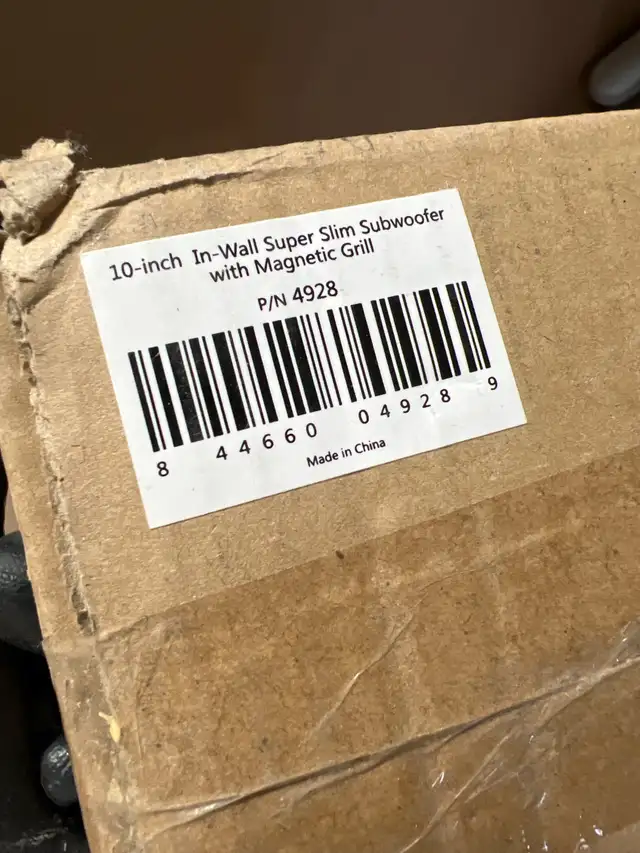 10-inch In-Wall Super Slim Subwoofer
with Magnetic Grill
P/N 4928
8 44660 04928 9
Made in China